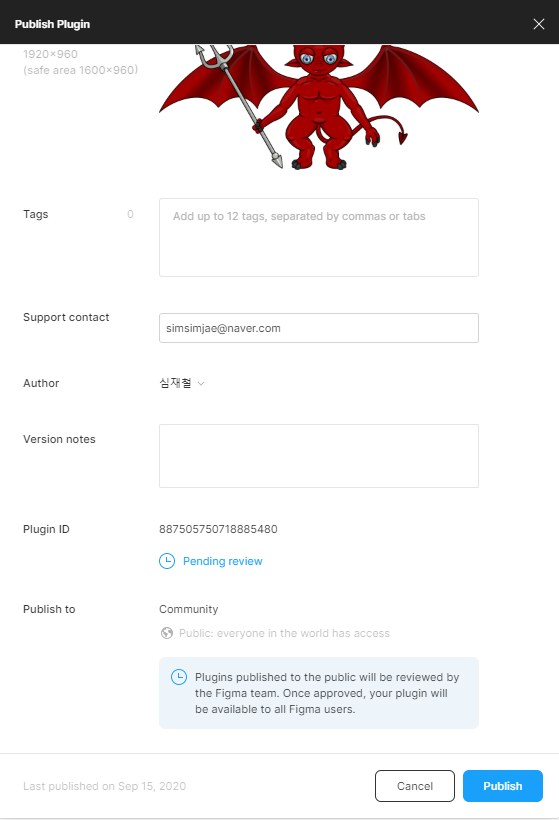 Publish Plugin
1920×960
(safe area 1600×960)
Tags 0
Add up to 12 tags, separated by commas or tabs
Support contact
simsimjae@naver.com
Author
심재철
Version notes
Plugin ID
887505750718885480
Pending review
Publish to
Community
Public: everyone in the world has access
Plugins published to the public will be reviewed by
the Figma team. Once approved, your plugin will
be available to all Figma users.
Last published on Sep 15, 2020
Cancel
Publish